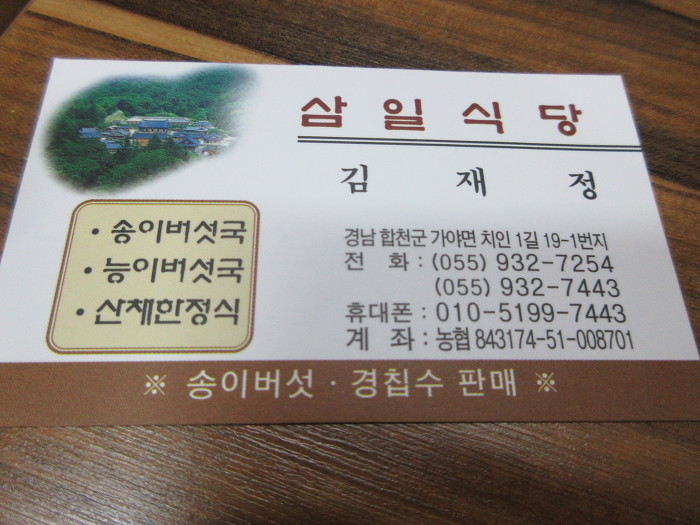 삼일식당
김재정
· 송이버섯국
· 능이버섯국
· 산채한정식
경남 합천군 가야면 치인 1길 19-1번지
전 화 : (055) 932-7254
(055) 932-7443
휴대폰 : 010-5199-7443
계 좌 : 농협 843174-51-008701
※ 송이버섯 · 경칩수 판매 ※